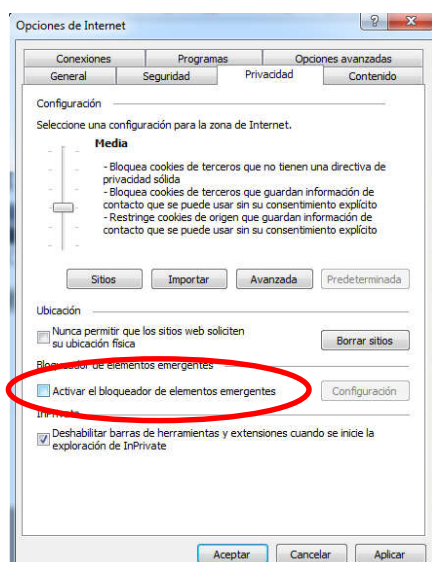 Opciones de Internet
Conexiones Programas Opciones avanzadas
General Seguridad Privacidad Contenido
Configuración
Seleccione una configuración para la zona de Internet.
Media
- Bloquea cookies de terceros que no tienen una directiva de
privacidad sólida
- Bloquea cookies de terceros que guardan información de
contacto que se puede usar sin su consentimiento explícito
- Restringe cookies de origen que guardan información de
contacto que se puede usar sin su consentimiento explícito
Sitios Importar Avanzada Predeterminada
Ubicación
Nunca permitir que los sitios web soliciten
su ubicación física
Borrar sitios
Bloqueador de elementos emergentes
Activar el bloqueador de elementos emergentes Configuración
InPrivate
Deshabilitar barras de herramientas y extensiones cuando se inicie la
exploración de InPrivate
Aceptar Cancelar Aplicar